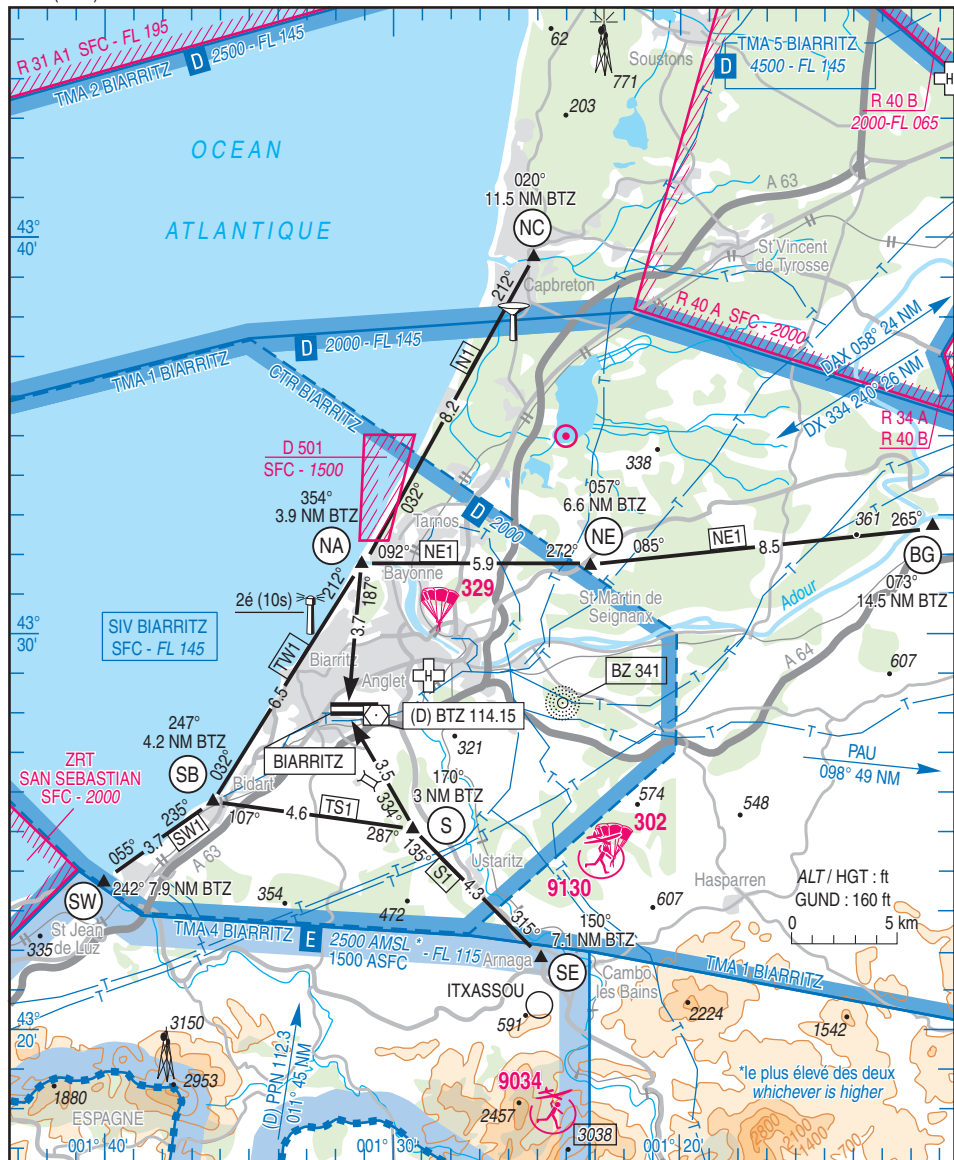 R 31 A1 SFC - FL 195
TMA 2 BIARRITZ D 2500 - FL 145
62
771
Soustons
203
TMA 5 BIARRITZ
D 4500 - FL 145
R 40 B
2000-FL 065
H
OCEAN
ATLANTIQUE
43°
40'
020°
11.5 NM BTZ
NC
A 63
St Vincent
de Tyrosse
Capbreton
212°
N1
8.2
032°
R 40 A SFC - 2000
DAX 058° 24 NM
DX 334 240° 26 NM
R 34 A
R 40 B
D 2000 - FL 145
TMA 1 BIARRITZ
CTR BIARRITZ
D 2000
D 501
SFC - 1500
354°
3.9 NM BTZ
NA
Tarnos
338
057°
6.6 NM BTZ
NE
092°
NE1
5.9
272°
085°
NE1
8.5
361
265°
BG
073°
14.5 NM BTZ
Bayonne
329
St Martin de
Seignanx
Adour
2é (10s)
212°
187°
3.7
43°
30'
SIV BIARRITZ
SFC - FL 145
TW1
6.5
Biarritz
Anglet
H
BZ 341
A 64
607
(D) BTZ 114.15
321
247°
4.2 NM BTZ
SB
032°
BIARRITZ
3.5
334°
170°
3 NM BTZ
S
PAU
098° 49 NM
ZRT
SAN SEBASTIAN
SFC - 2000
Bidart
235°
SW1
3.7
055°
A 63
107°
4.6
TS1
287°
135°
S1
4.3
315°
Ustaritz
574
548
302
9130
Hasparren
ALT / HGT : ft
GUND : 160 ft
0 5 km
SW
242° 7.9 NM BTZ
354
472
607
St Jean
de Luz
335
TMA 4 BIARRITZ E 2500 AMSL * - FL 115
1500 ASFC
150°
7.1 NM BTZ
SE
Arnaga
Cambo
les Bains
TMA 1 BIARRITZ
ITXASSOU
591
2224
1542
43°
20'
3150
2953
1880
ESPAGNE
(D) PPN 112.3
011° 45 NM
9034
2457
3038
*le plus élevé des deux
whichever is higher
2800
2100
1400
700
001° 40'
001° 30'
001° 20'